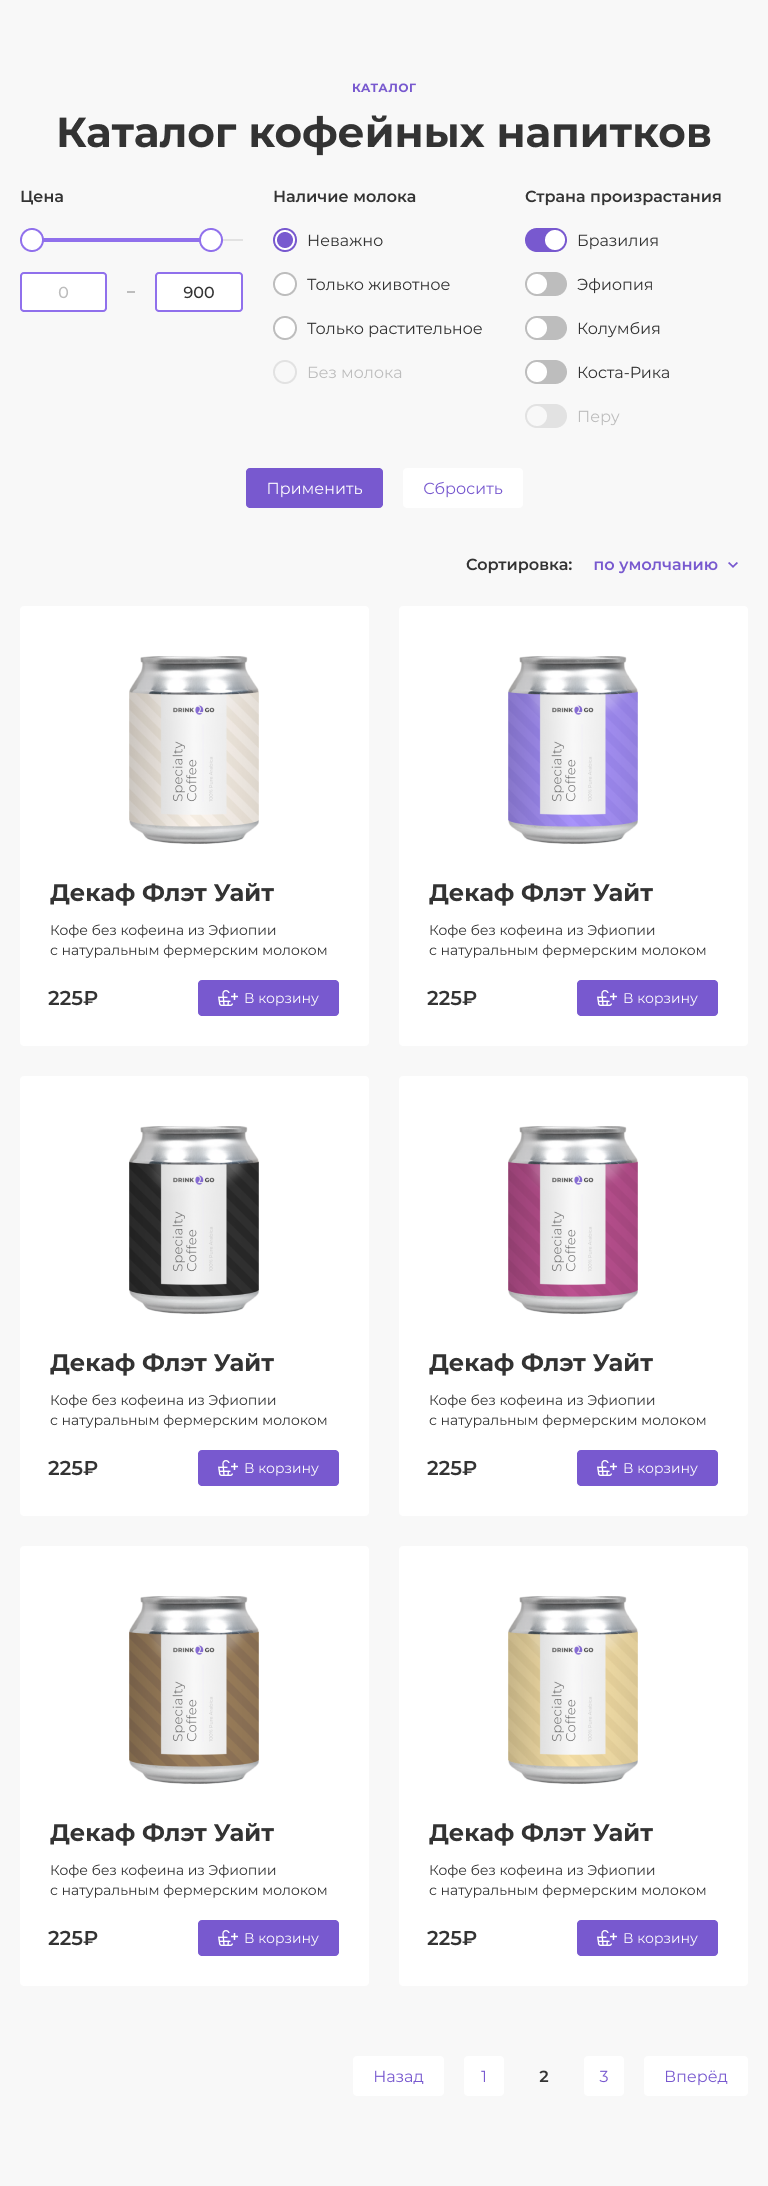 КАТАЛОГ
Каталог кофейных напитков
Цена
0 – 900
Наличие молока
Неважно
Только животное
Только растительное
Без молока
Страна произрастания
Бразилия
Эфиопия
Колумбия
Коста-Рика
Перу
Применить
Сбросить
Сортировка: по умолчанию
DRINK 2 GO
Specialty
Coffee
Декаф Флэт Уайт
Кофе без кофеина из Эфиопии
с натуральным фермерским молоком
225₽ В корзину
DRINK 2 GO
Specialty
Coffee
Декаф Флэт Уайт
Кофе без кофеина из Эфиопии
с натуральным фермерским молоком
225₽ В корзину
DRINK 2 GO
Specialty
Coffee
Декаф Флэт Уайт
Кофе без кофеина из Эфиопии
с натуральным фермерским молоком
225₽ В корзину
DRINK 2 GO
Specialty
Coffee
Декаф Флэт Уайт
Кофе без кофеина из Эфиопии
с натуральным фермерским молоком
225₽ В корзину
DRINK 2 GO
Specialty
Coffee
Декаф Флэт Уайт
Кофе без кофеина из Эфиопии
с натуральным фермерским молоком
225₽ В корзину
DRINK 2 GO
Specialty
Coffee
Декаф Флэт Уайт
Кофе без кофеина из Эфиопии
с натуральным фермерским молоком
225₽ В корзину
Назад 1 2 3 Вперёд